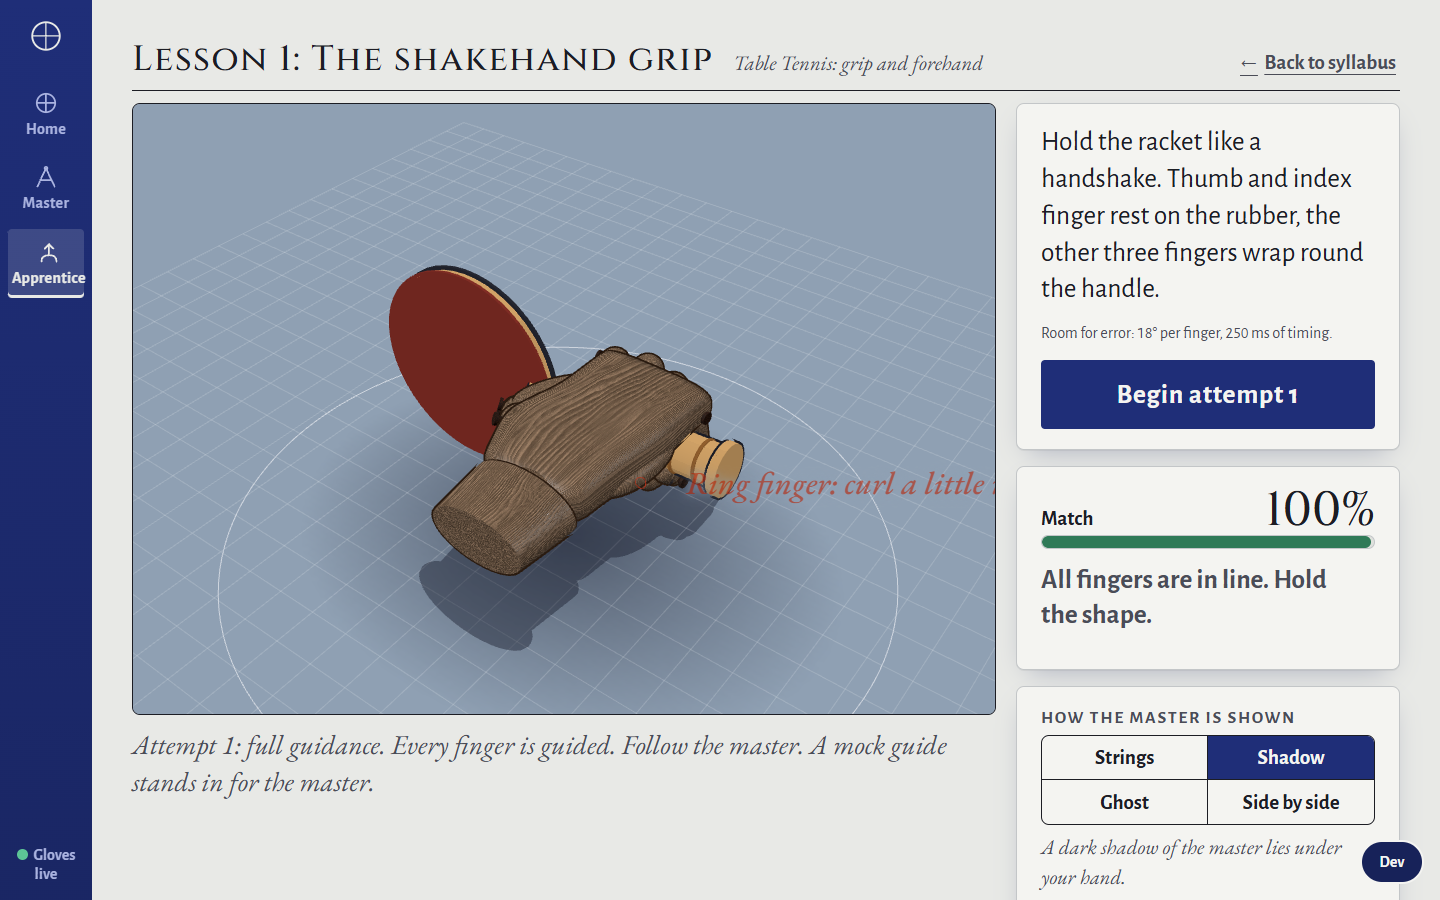 Lesson 1: The shakehand grip
Table Tennis: grip and forehand
← Back to syllabus
Home
Master
Apprentice
Gloves
live
Ring finger: curl a little
Attempt 1: full guidance. Every finger is guided. Follow the master. A mock guide
stands in for the master.
Hold the racket like a
handshake. Thumb and index
finger rest on the rubber, the
other three fingers wrap round
the handle.
Room for error: 18° per finger, 250 ms of timing.
Begin attempt 1
Match
100%
All fingers are in line. Hold
the shape.
HOW THE MASTER IS SHOWN
Strings
Shadow
Ghost
Side by side
A dark shadow of the master lies under
your hand.
Dev